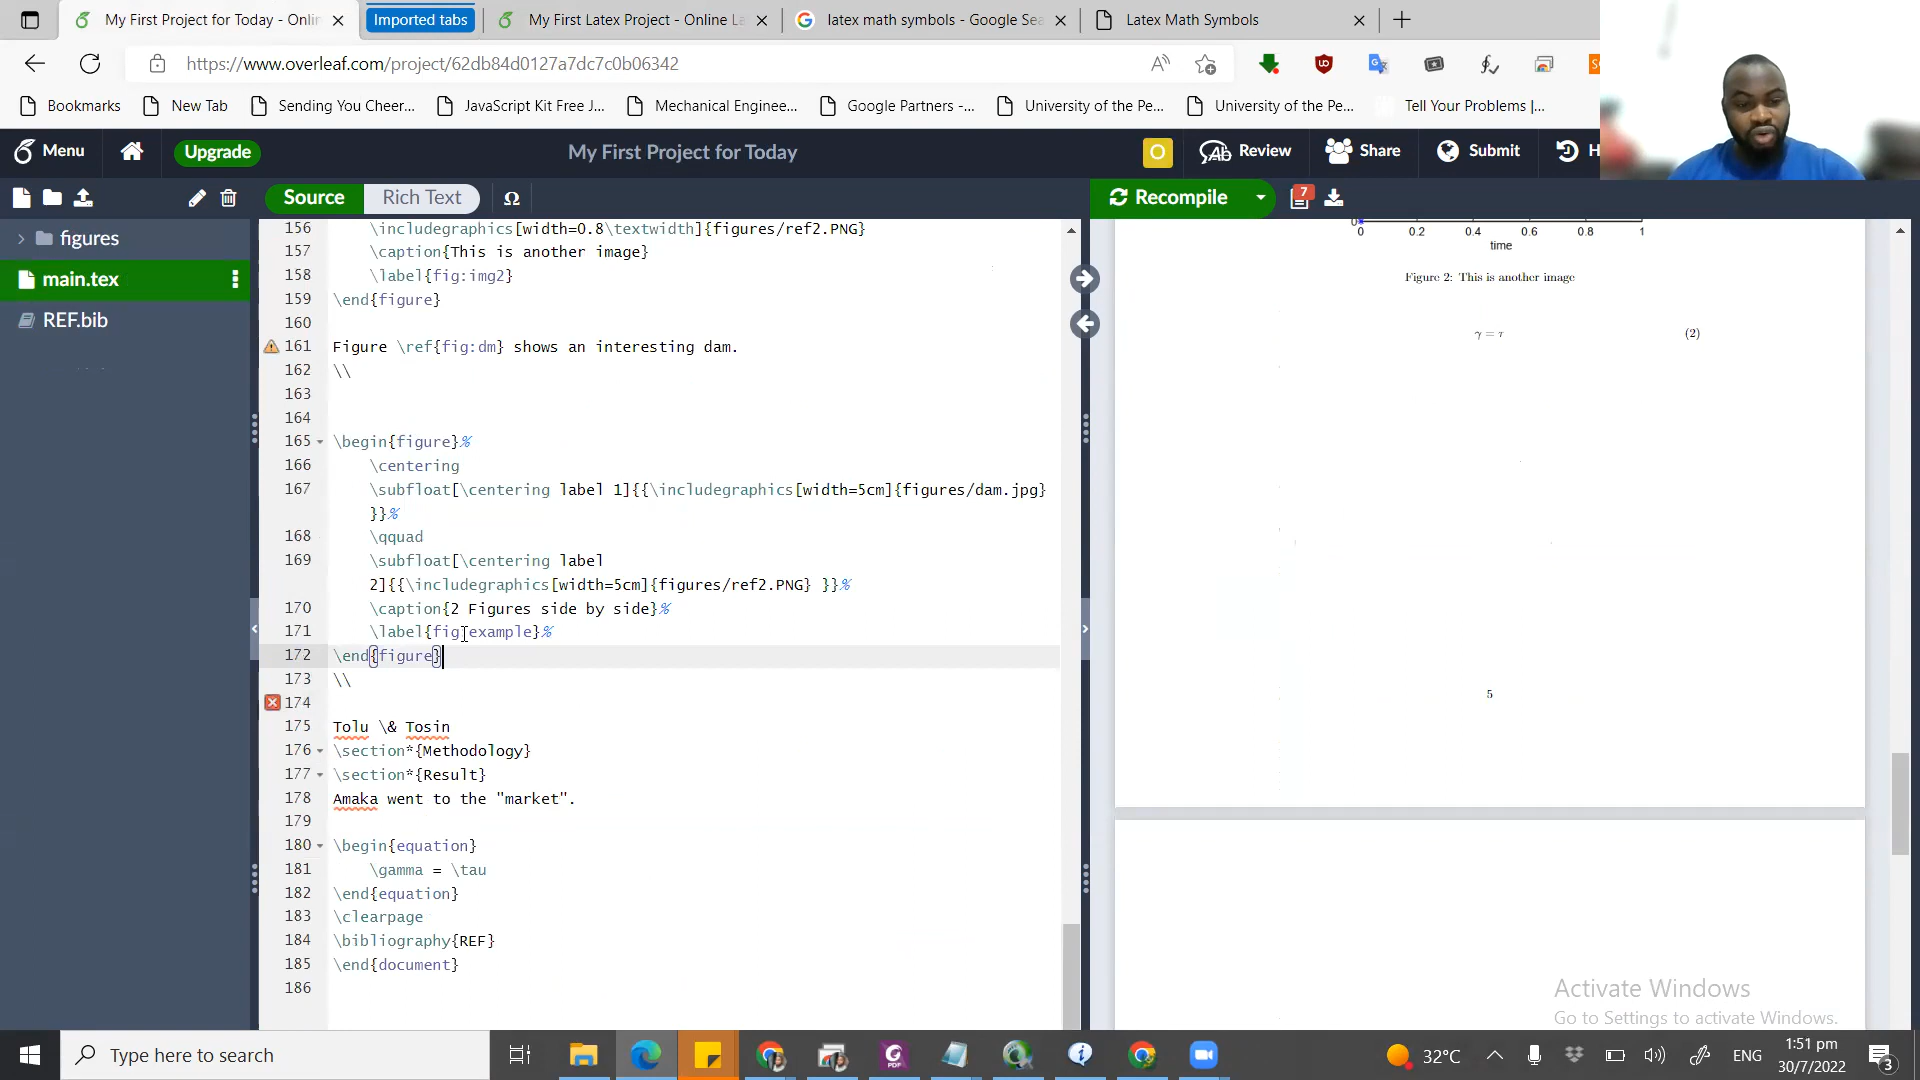 My First Project for Today - Onlin
Imported tabs
My First Latex Project - Online La
latex math symbols - Google Sea
Latex Math Symbols
https://www.overleaf.com/project/62db84d0127a7dc7c0b06342
Bookmarks
New Tab
Sending You Cheer...
JavaScript Kit Free J...
Mechanical Enginee...
Google Partners -...
University of the Pe...
University of the Pe...
Tell Your Problems |...
Menu
Upgrade
My First Project for Today
O
Review
Share
Submit
H
Source
Rich Text
Ω
Recompile
7
figures
main.tex
REF.bib
156 \includegraphics[width=0.8\textwidth]{figures/ref2.PNG}
157 \caption{This is another image}
158 \label{fig:img2}
159 \end{figure}
160
161 Figure \ref{fig:dm} shows an interesting dam.
162 \\
163
164
165 \begin{figure}%
166 \centering
167 \subfloat[\centering label 1]{{\includegraphics[width=5cm]{figures/dam.jpg}
}}%
168 \qquad
169 \subfloat[\centering label
2]{{\includegraphics[width=5cm]{figures/ref2.PNG} }}%
170 \caption{2 Figures side by side}%
171 \label{fig:example}%
172 \end{figure}
173 \\
174
175 Tolu \& Tosin
176 \section*{Methodology}
177 \section*{Result}
178 Amaka went to the "market".
179
180 \begin{equation}
181 \gamma = \tau
182 \end{equation}
183 \clearpage
184 \bibliography{REF}
185 \end{document}
186
0
0 0.2 0.4 0.6 0.8 1
time
Figure 2: This is another image
γ = τ (2)
5
Activate Windows
Go to Settings to activate Windows.
Type here to search
32°C
ENG
1:51 pm
30/7/2022
3